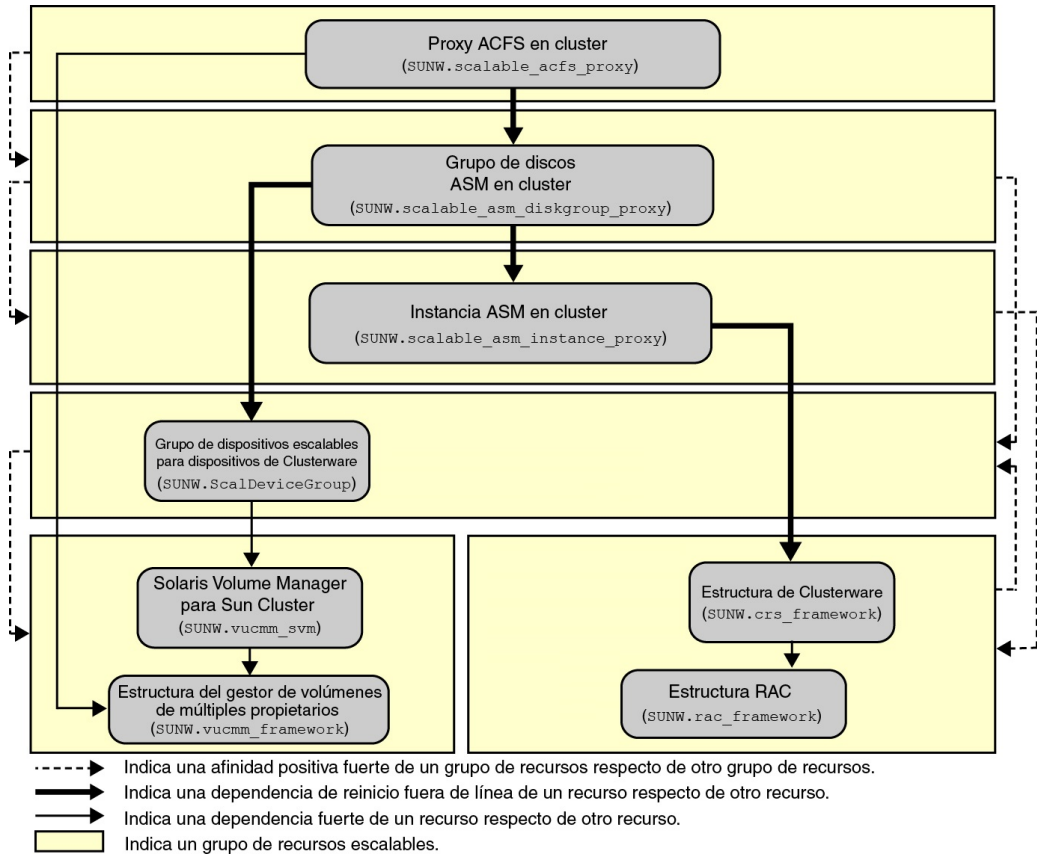 Proxy ACFS en cluster
(SUNW.scalable_acfs_proxy)
Grupo de discos
ASM en cluster
(SUNW.scalable_asm_diskgroup_proxy)
Instancia ASM en cluster
(SUNW.scalable_asm_instance_proxy)
Grupo de dispositivos escalables
para dispositivos de Clusterware
(SUNW.ScalDeviceGroup)
Solaris Volume Manager
para Sun Cluster
(SUNW.vucmm_svm)
Estructura del gestor de volúmenes
de múltiples propietarios
(SUNW.vucmm_framework)
Estructura de Clusterware
(SUNW.crs_framework)
Estructura RAC
(SUNW.rac_framework)
Indica una afinidad positiva fuerte de un grupo de recursos respecto de otro grupo de recursos.
Indica una dependencia de reinicio fuera de línea de un recurso respecto de otro recurso.
Indica una dependencia fuerte de un recurso respecto de otro recurso.
Indica un grupo de recursos escalables.